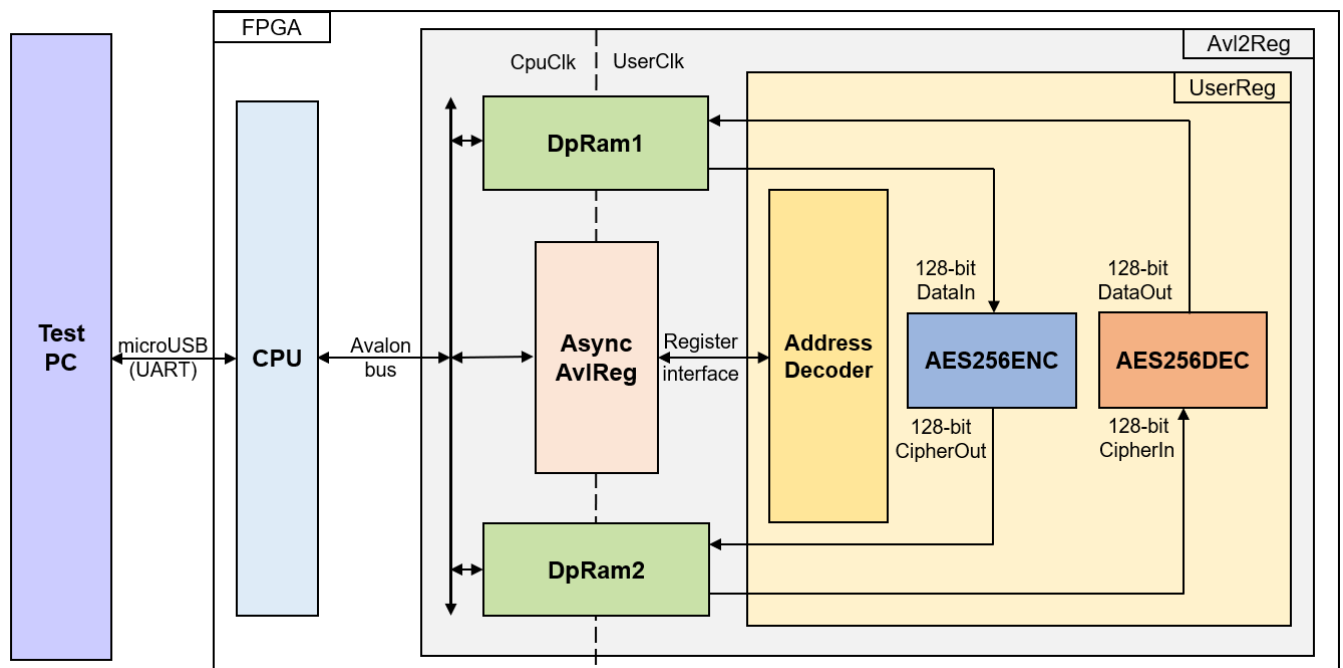 FPGA
Avl2Reg
CpuClk
UserClk
UserReg
DpRam1
128-bit
DataIn
128-bit
DataOut
Test
PC
microUSB
(UART)
CPU
Avalon
bus
Async
AvlReg
Register
interface
Address
Decoder
AES256ENC
AES256DEC
128-bit
CipherOut
128-bit
CipherIn
DpRam2